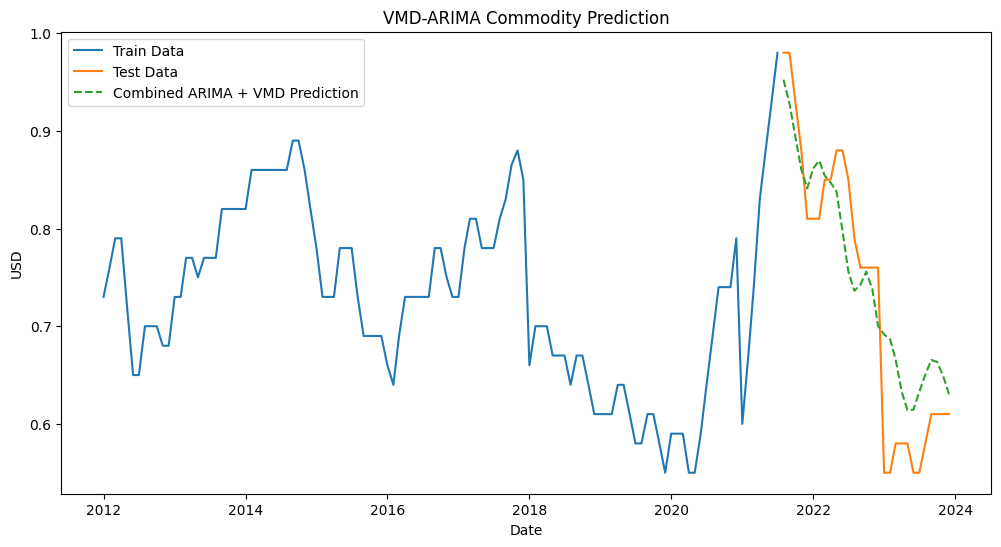 VMD-ARIMA Commodity Prediction
Train Data
Test Data
Combined ARIMA + VMD Prediction
USD
1.0
0.9
0.8
0.7
0.6
2012
2014
2016
2018
2020
2022
2024
Date